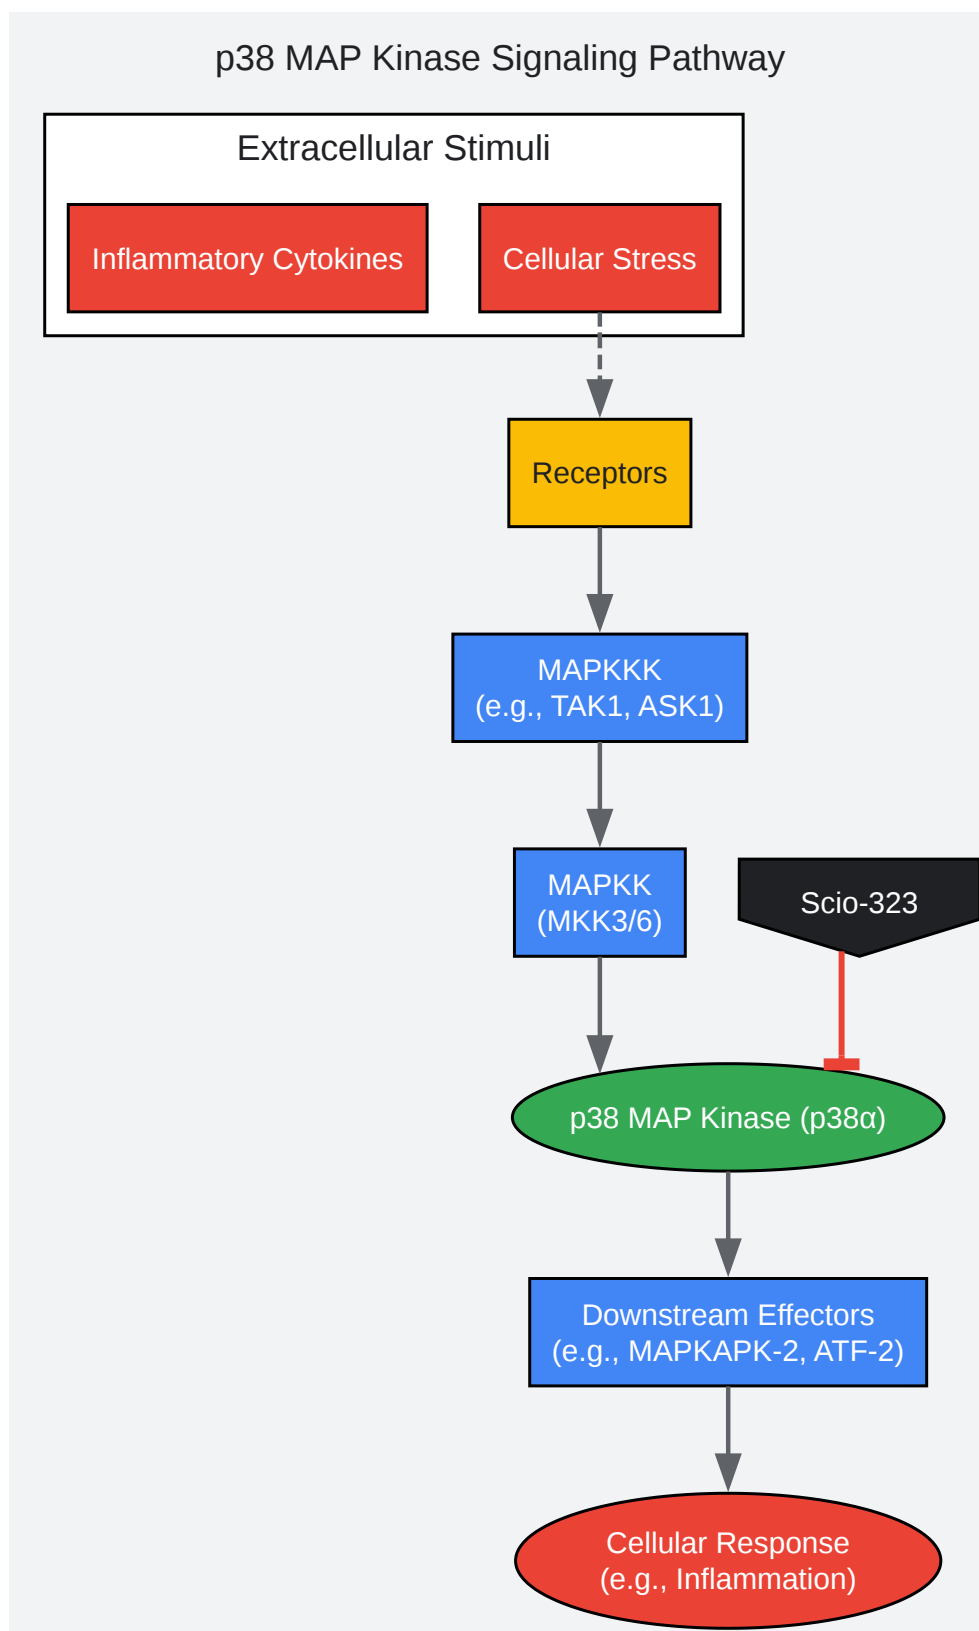 p38 MAP Kinase Signaling Pathway
Extracellular Stimuli
Inflammatory Cytokines
Cellular Stress
Receptors
MAPKKK
(e.g., TAK1, ASK1)
MAPKK
(MKK3/6)
Scio-323
p38 MAP Kinase (p38α)
Downstream Effectors
(e.g., MAPKAPK-2, ATF-2)
Cellular Response
(e.g., Inflammation)